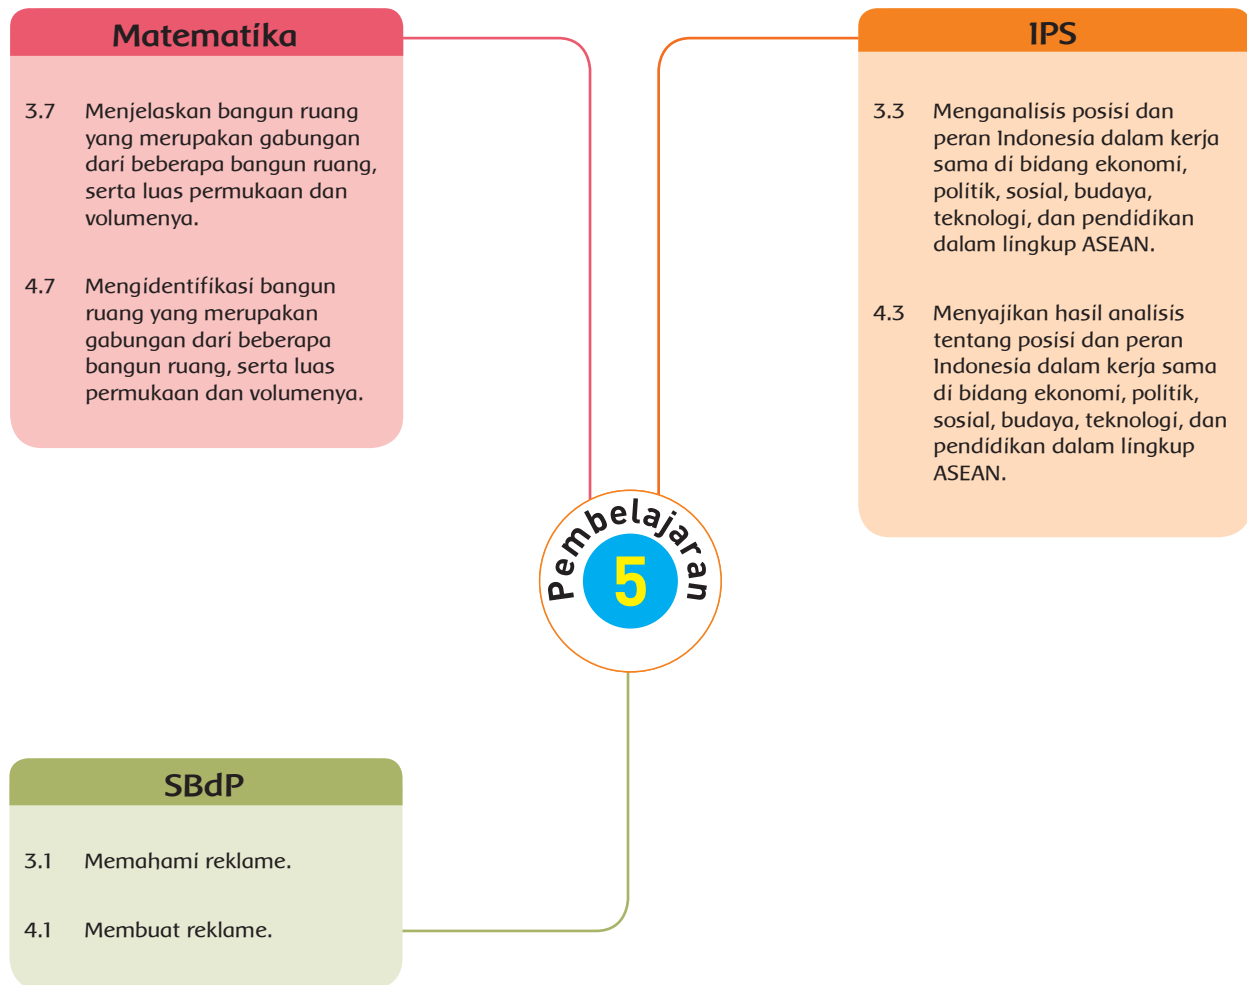 Matematika
3.7 Menjelaskan bangun ruang
yang merupakan gabungan
dari beberapa bangun ruang,
serta luas permukaan dan
volumenya.
4.7 Mengidentifikasi bangun
ruang yang merupakan
gabungan dari beberapa
bangun ruang, serta luas
permukaan dan volumenya.
IPS
3.3 Menganalisis posisi dan
peran Indonesia dalam kerja
sama di bidang ekonomi,
politik, sosial, budaya,
teknologi, dan pendidikan
dalam lingkup ASEAN.
4.3 Menyajikan hasil analisis
tentang posisi dan peran
Indonesia dalam kerja sama
di bidang ekonomi, politik,
sosial, budaya, teknologi, dan
pendidikan dalam lingkup
ASEAN.
Pembelajaran
5
SBdP
3.1 Memahami reklame.
4.1 Membuat reklame.